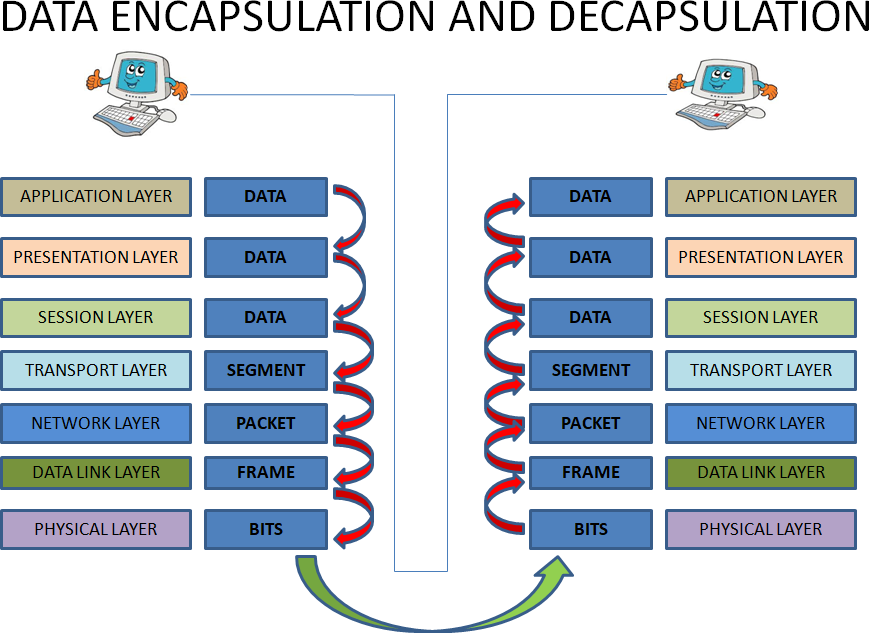 DATA ENCAPSULATION AND DECAPSULATION
APPLICATION LAYER DATA DATA APPLICATION LAYER
PRESENTATION LAYER DATA DATA PRESENTATION LAYER
SESSION LAYER DATA DATA SESSION LAYER
TRANSPORT LAYER SEGMENT SEGMENT TRANSPORT LAYER
NETWORK LAYER PACKET PACKET NETWORK LAYER
DATA LINK LAYER FRAME FRAME DATA LINK LAYER
PHYSICAL LAYER BITS BITS PHYSICAL LAYER